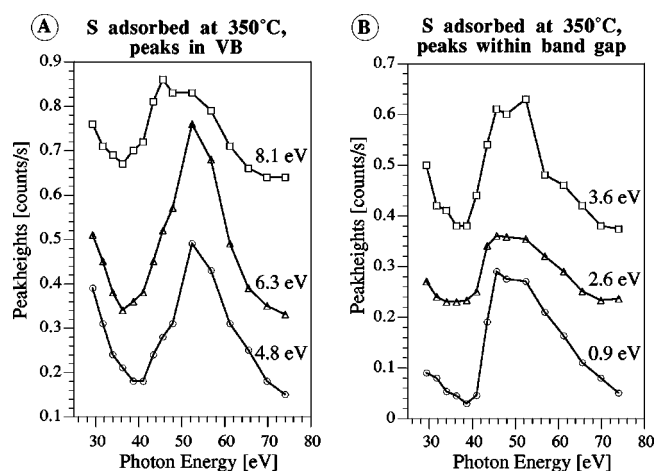 A
S adsorbed at 350°C,
peaks in VB
Peakheights [counts/s]
0.9
0.8
0.7
0.6
0.5
0.4
0.3
0.2
0.1
8.1 eV
6.3 eV
4.8 eV
30 40 50 60 70 80
Photon Energy [eV]
B
S adsorbed at 350°C,
peaks within band gap
Peakheights [counts/s]
0.7
0.6
0.5
0.4
0.3
0.2
0.1
0
3.6 eV
2.6 eV
0.9 eV
30 40 50 60 70 80
Photon Energy [eV]